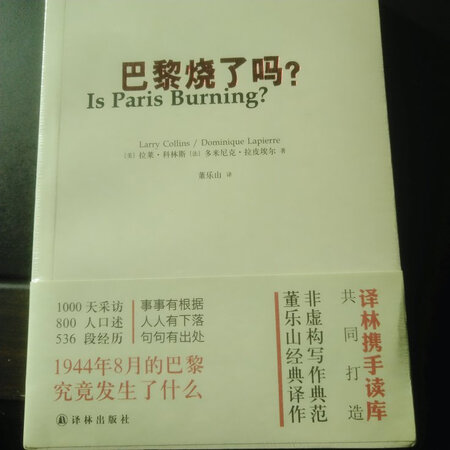 巴黎烧了吗?
Is Paris Burning?
Larry Collins / Dominique Lapierre
[美] 拉莱·科林斯 [法] 多米尼克·拉皮埃尔 著
董乐山 译
1000 天采访
800 人口述
536 段经历
事事有根据
人人有下落
句句有出处
1944年8月的巴黎
究竟发生了什么
译林出版社
译林携手读库
共同打造
非虚构写作典范
董乐山经典译作